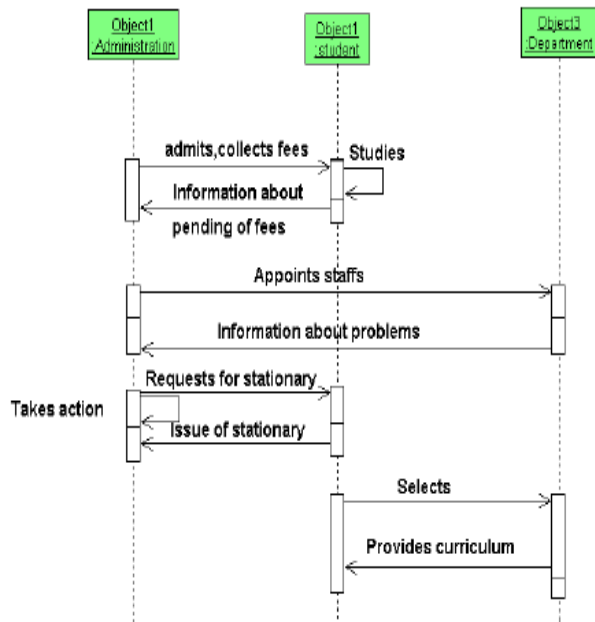 Object1
:Administration
Object1
:student
Object3
:Department
admits,collects fees
Studies
Information about
pending of fees
Appoints staffs
Information about problems
Requests for stationary
Takes action
Issue of stationary
Selects
Provides curriculum